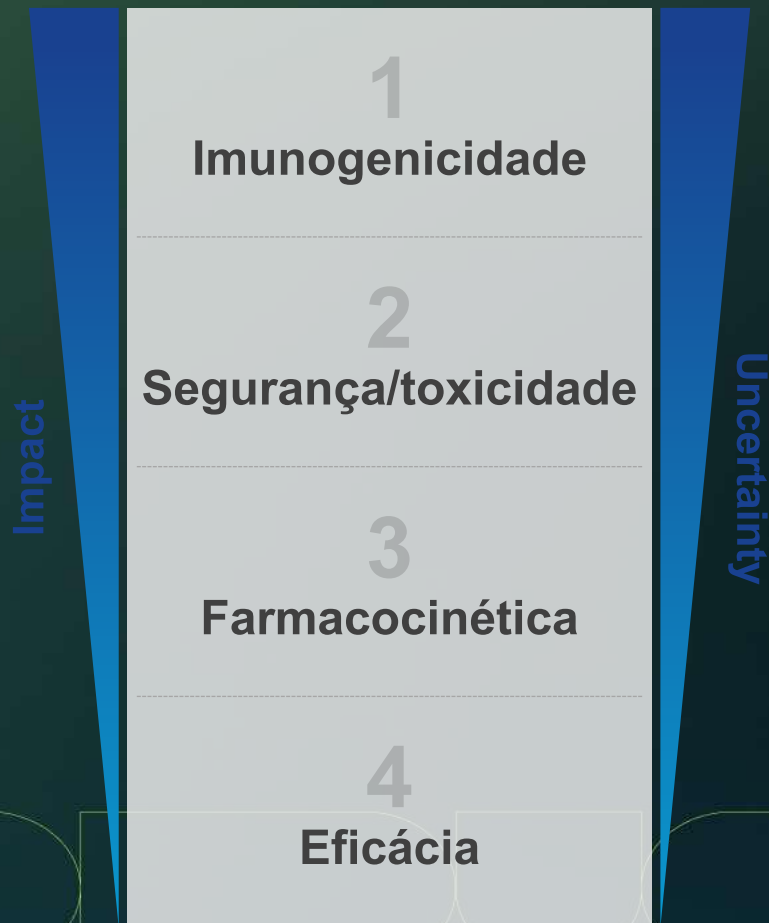 1
Imunogenicidade
2
Segurança/toxicidade
3
Farmacocinética
4
Eficácia
Impact
Uncertainty